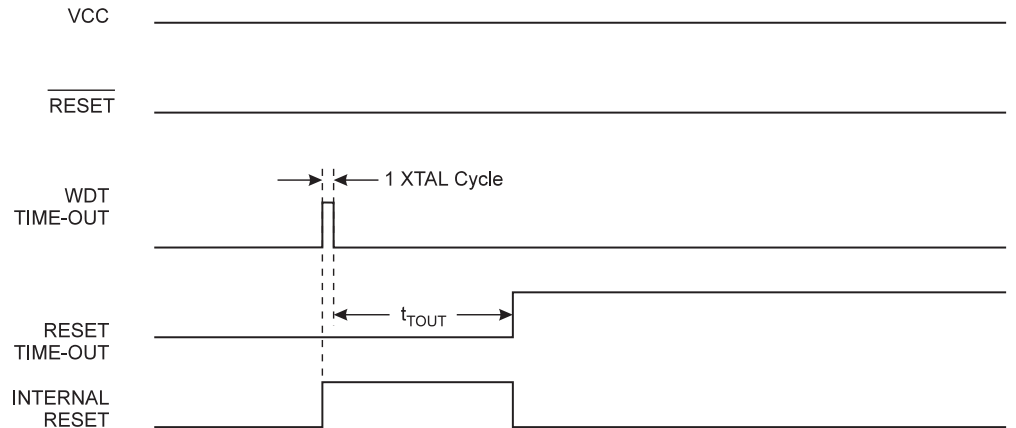 VCC
RESET
1 XTAL Cycle
WDT
TIME-OUT
tTOUT
RESET
TIME-OUT
INTERNAL
RESET